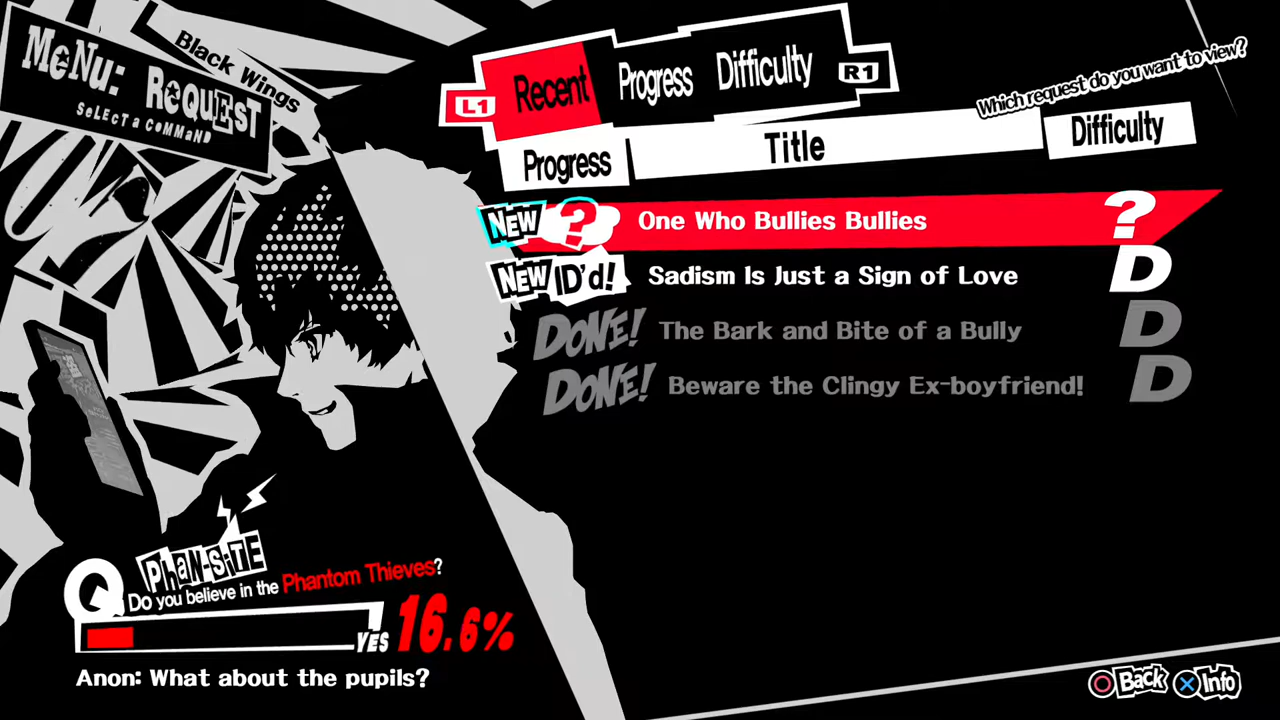 Black Wings
MeNu: ReQUEST
SeLECT a CoMMaND
L1 Recent Progress Difficulty R1
Which request do you want to view?
Progress Title Difficulty
NEW ? One Who Bullies Bullies ?
NEW ID'd! Sadism Is Just a Sign of Love D
DONE! The Bark and Bite of a Bully D
DONE! Beware the Clingy Ex-boyfriend! D
PhaN-SiTE
Q Do you believe in the Phantom Thieves?
YES 16.6%
Anon: What about the pupils?
Back Info